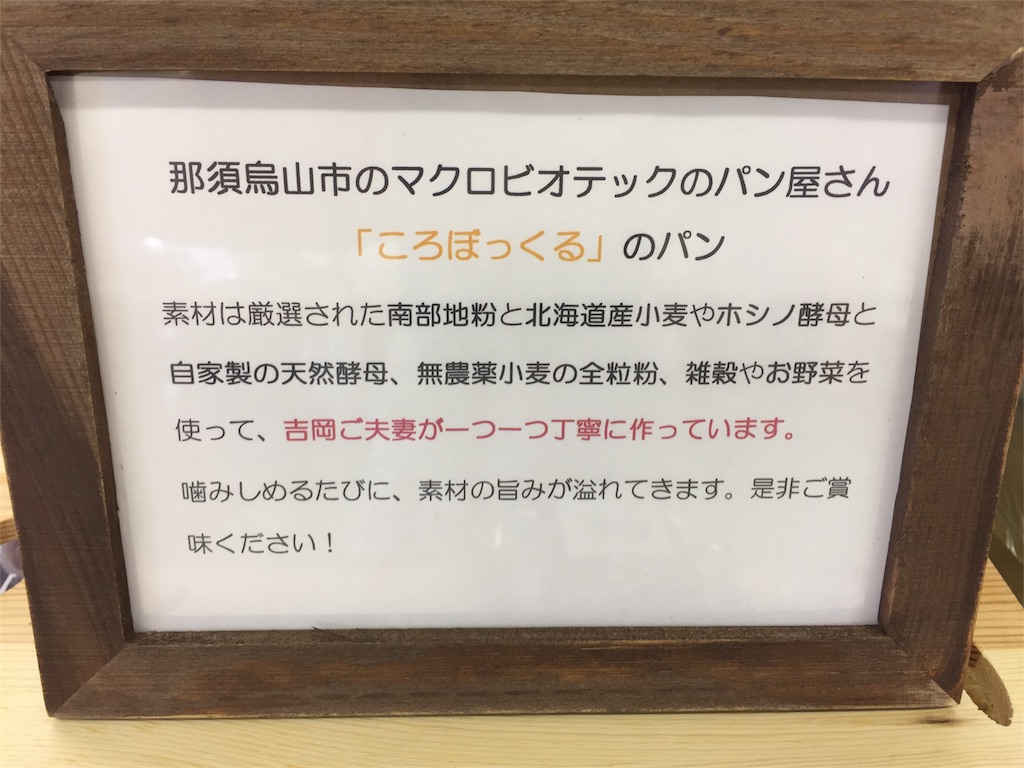 那須烏山市のマクロビオテックのパン屋さん
「ころぼっくる」のパン
素材は厳選された南部地粉と北海道産小麦やホシノ酵母と
自家製の天然酵母、無農薬小麦の全粒粉、雑穀やお野菜を
使って、吉岡ご夫妻が一つ一つ丁寧に作っています。
噛みしめるたびに、素材の旨みが溢れてきます。是非ご賞
味ください！